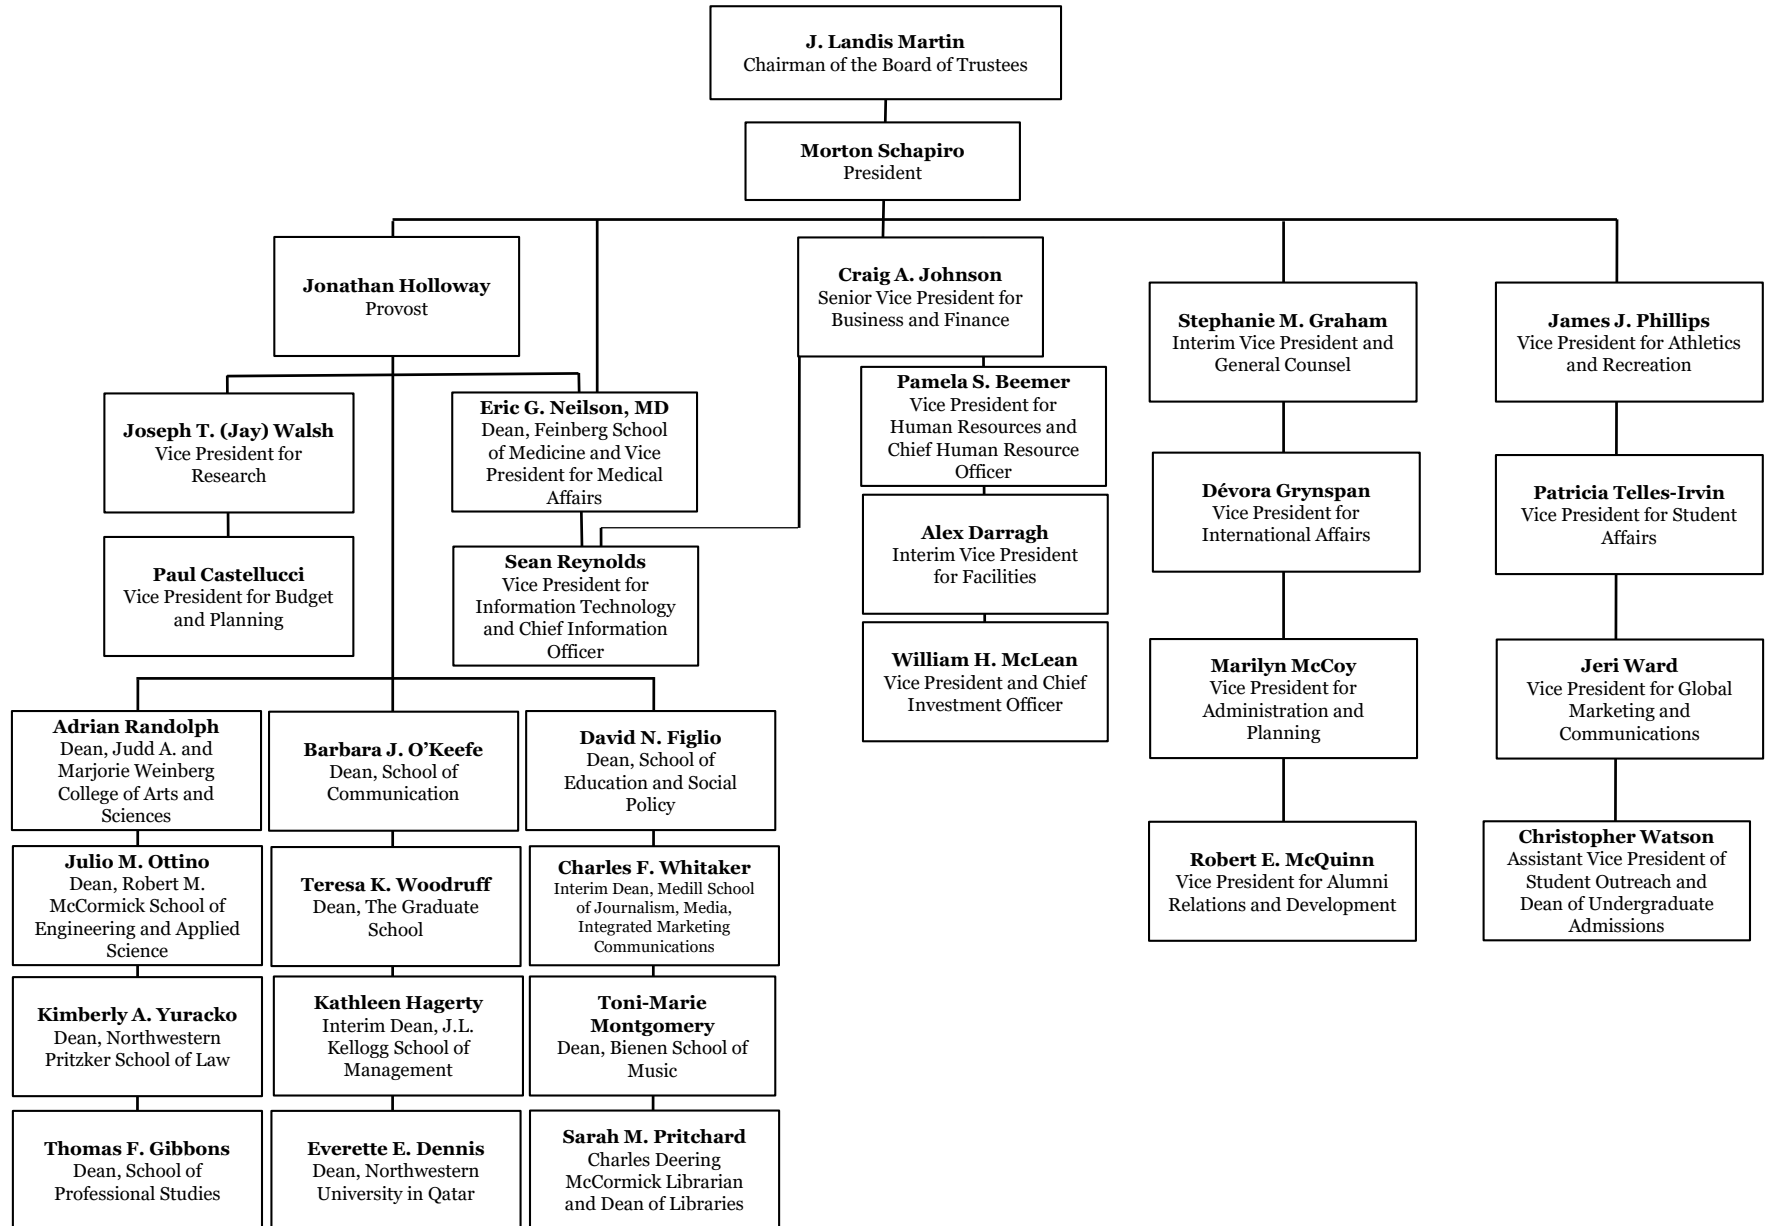 J. Landis Martin
Chairman of the Board of Trustees
Morton Schapiro
President
Jonathan Holloway
Provost
Craig A. Johnson
Senior Vice President for
Business and Finance
Stephanie M. Graham
Interim Vice President and
General Counsel
James J. Phillips
Vice President for Athletics
and Recreation
Joseph T. (Jay) Walsh
Vice President for
Research
Eric G. Neilson, MD
Dean, Feinberg School
of Medicine and Vice
President for Medical
Affairs
Pamela S. Beemer
Vice President for
Human Resources and
Chief Human Resource
Officer
Dévora Grynspan
Vice President for
International Affairs
Patricia Telles-Irvin
Vice President for Student
Affairs
Paul Castellucci
Vice President for Budget
and Planning
Sean Reynolds
Vice President for
Information Technology
and Chief Information
Officer
Alex Darragh
Interim Vice President
for Facilities
William H. McLean
Vice President and Chief
Investment Officer
Marilyn McCoy
Vice President for
Administration and
Planning
Jeri Ward
Vice President for Global
Marketing and
Communications
Adrian Randolph
Dean, Judd A. and
Marjorie Weinberg
College of Arts and
Sciences
Barbara J. O’Keefe
Dean, School of
Communication
David N. Figlio
Dean, School of
Education and Social
Policy
Robert E. McQuinn
Vice President for Alumni
Relations and Development
Christopher Watson
Assistant Vice President of
Student Outreach and
Dean of Undergraduate
Admissions
Julio M. Ottino
Dean, Robert M.
McCormick School of
Engineering and Applied
Science
Teresa K. Woodruff
Dean, The Graduate
School
Charles F. Whitaker
Interim Dean, Medill School
of Journalism, Media,
Integrated Marketing
Communications
Kimberly A. Yuracko
Dean, Northwestern
Pritzker School of Law
Kathleen Hagerty
Interim Dean, J.L.
Kellogg School of
Management
Toni-Marie
Montgomery
Dean, Bienen School of
Music
Thomas F. Gibbons
Dean, School of
Professional Studies
Everette E. Dennis
Dean, Northwestern
University in Qatar
Sarah M. Pritchard
Charles Deering
McCormick Librarian
and Dean of Libraries